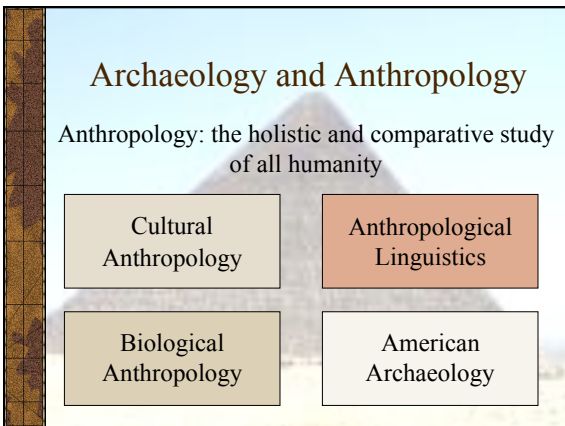 Archaeology and Anthropology
Anthropology: the holistic and comparative study
of all humanity
Cultural
Anthropology
Anthropological
Linguistics
Biological
Anthropology
American
Archaeology